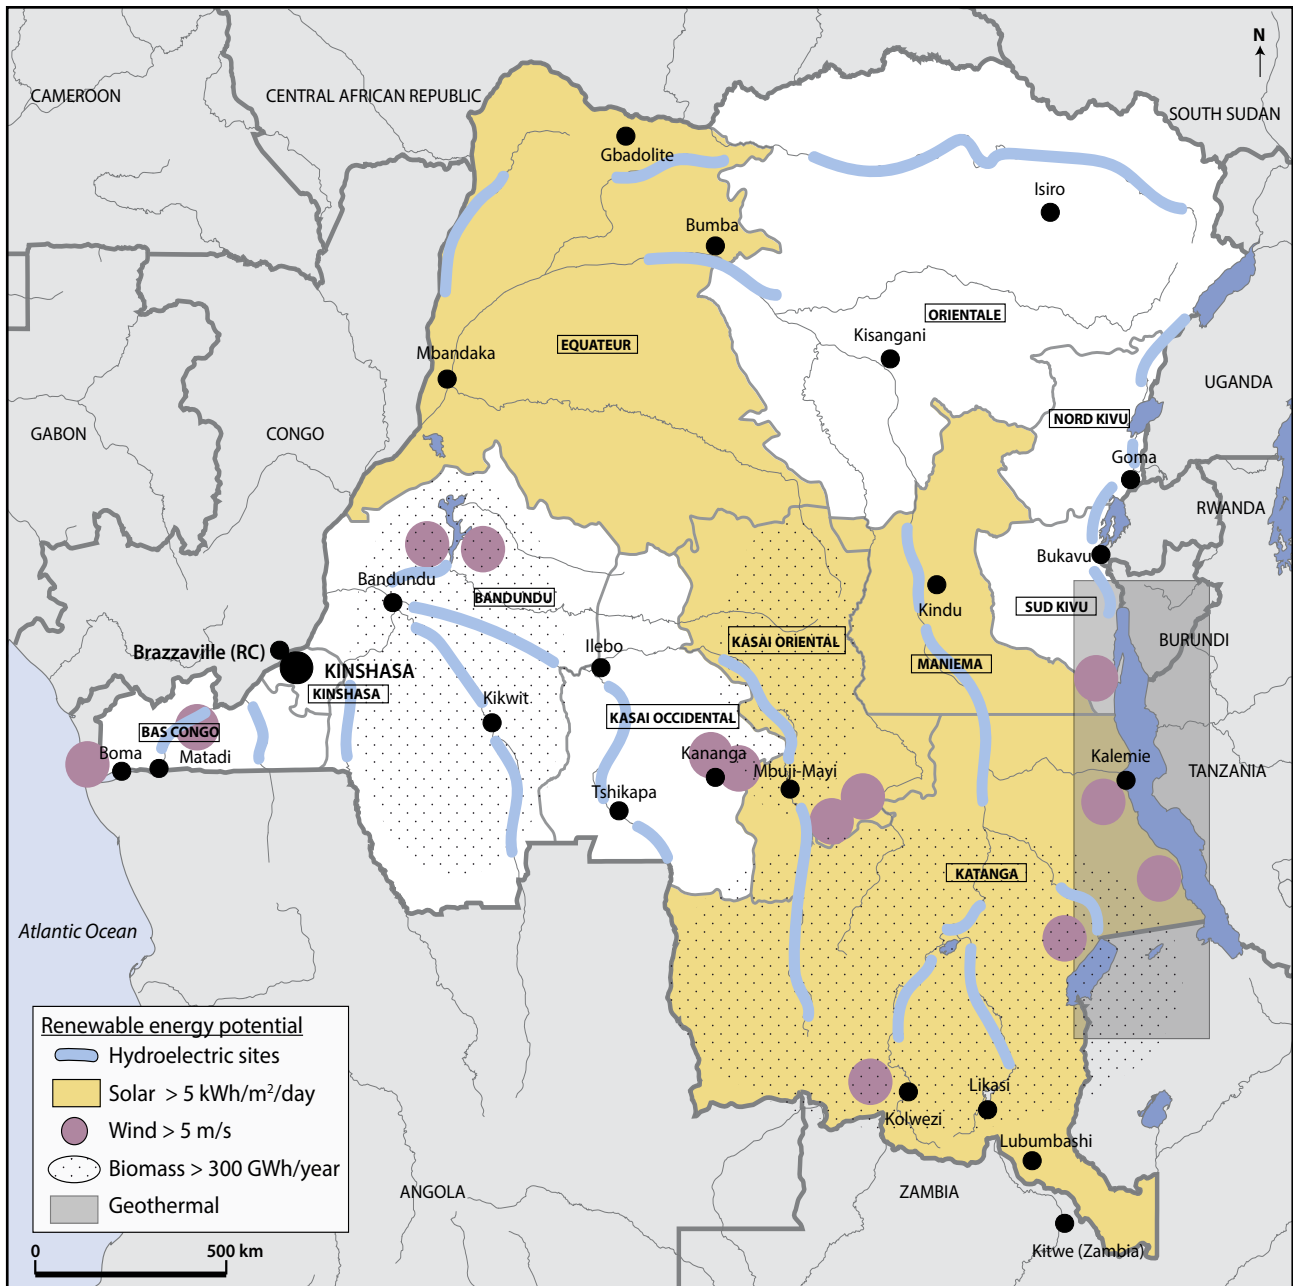 N
CAMEROON
CENTRAL AFRICAN REPUBLIC
SOUTH SUDAN
Gbadolite
Isiro
Bumba
ORIENTALE
EQUATEUR
Kisangani
Mbandaka
UGANDA
GABON
CONGO
NORD KIVU
Goma
RWANDA
Bukavu
Bandundu
BANDUNDU
Kindu
SUD KIVU
BURUNDI
KASAI ORIENTAL
Ilebo
Brazzaville (RC)
KINSHASA
KINSHASA
MANIEMA
Kikwit
KASAI OCCIDENTAL
BAS CONGO
Boma
Matadi
Kananga
Mbuji-Mayi
Kalemie
TANZANIA
Tshikapa
KATANGA
Atlantic Ocean
Renewable energy potential
Hydroelectric sites
Solar > 5 kWh/m²/day
Wind > 5 m/s
Biomass > 300 GWh/year
Geothermal
0
500 km
Likasi
Kolwezi
Lubumbashi
ANGOLA
ZAMBIA
Kitwe (Zambia)